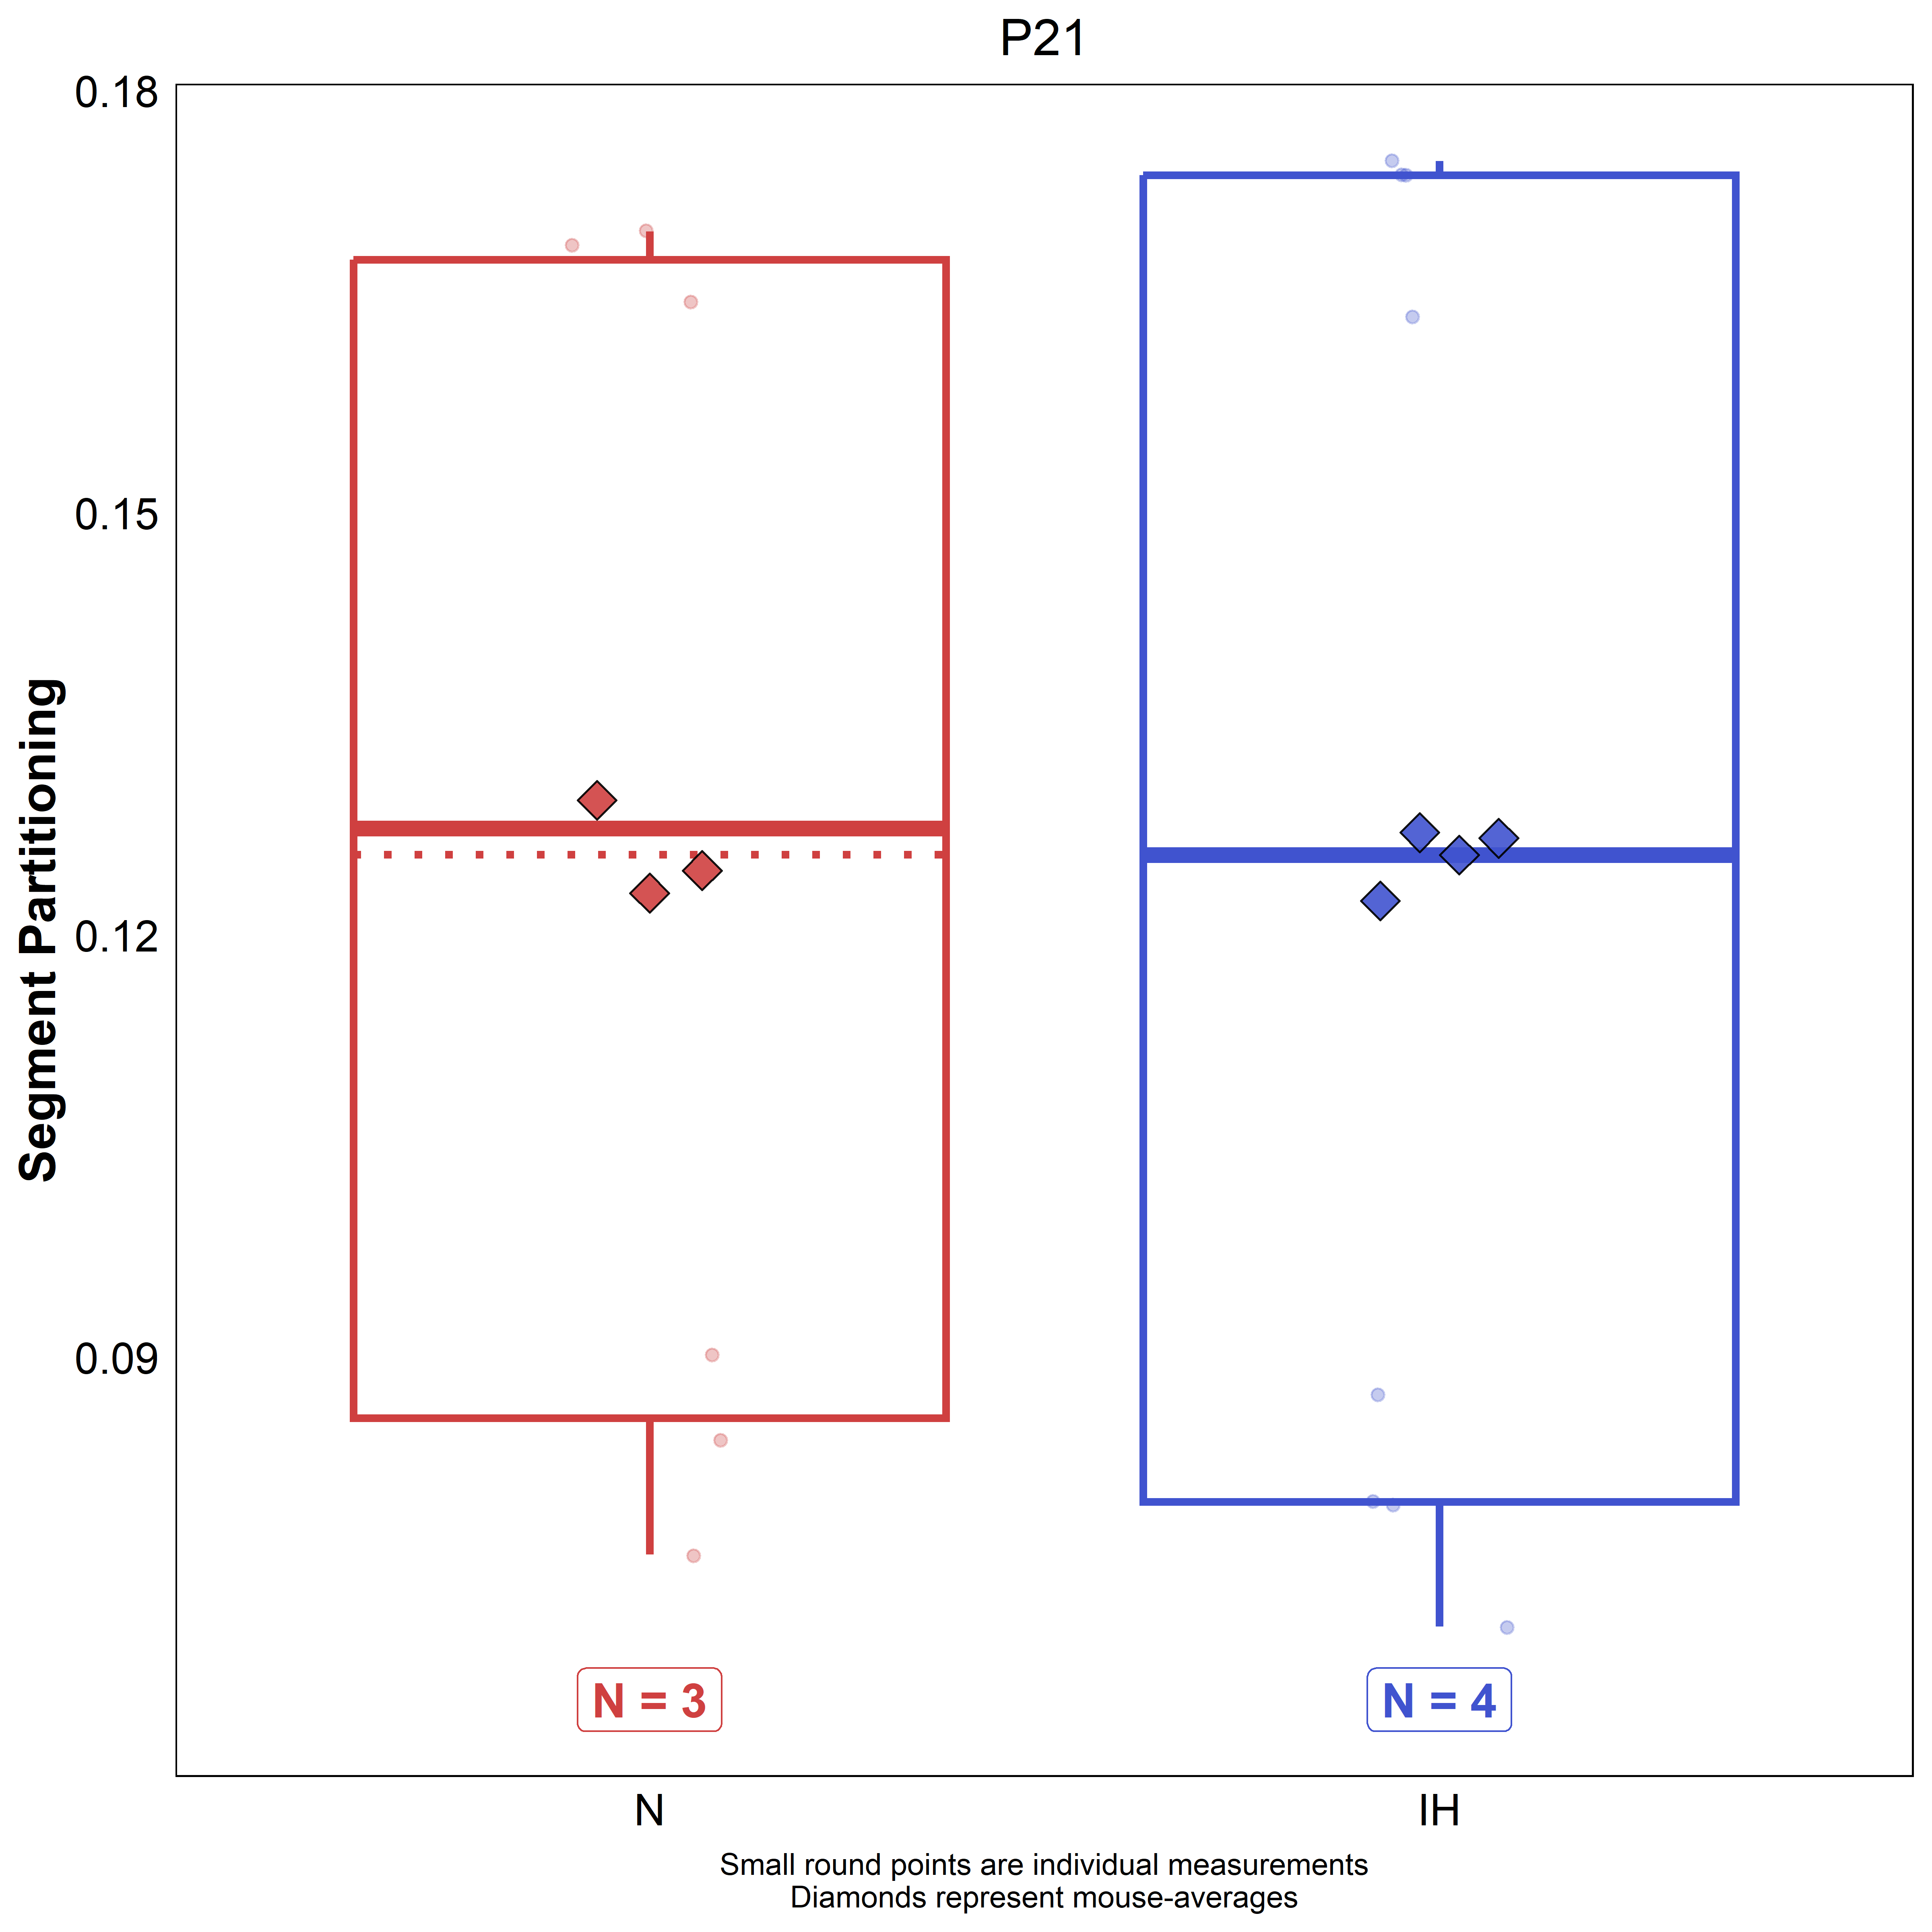 P21
0.18
0.15
0.12
0.09
Segment Partitioning
N = 3
N = 4
N
IH
Small round points are individual measurements
Diamonds represent mouse-averages